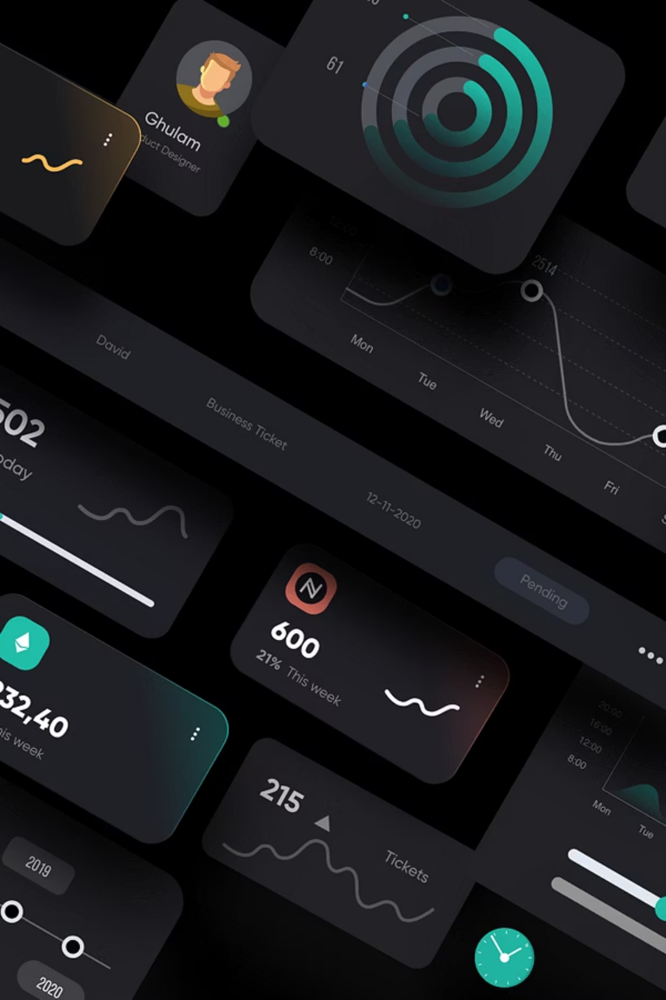 61
Ghulam
duct Designer
12:00
8:00
2514
Mon
Tue
Wed
Thu
Fri
David
Business Ticket
12-11-2020
Pending
502
oday
600
21% This week
32,40
his week
215
Tickets
20:00
16:00
12:00
8:00
Mon
Tue
2019
2020